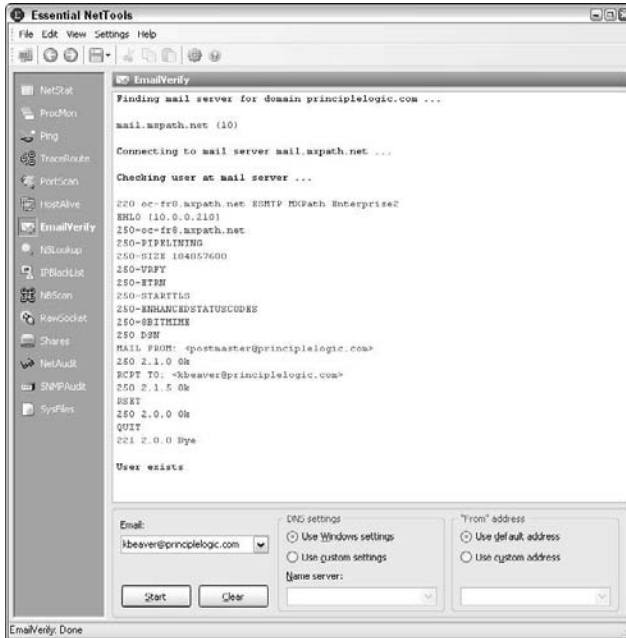 Essential NetTools
File Edit View Settings Help
NetStat
ProcMon
Ping
TraceRoute
PortScan
HostAlive
EmailVerify
NSLookup
IPBlackList
NBScan
RawSocket
Shares
NetAudit
SNMPAudit
SysFiles
EmailVerify
Finding mail server for domain principlelogic.com ...
mail.mxpath.net (10)
Connecting to mail server mail.mxpath.net ...
Checking user at mail server ...
220 oc-fr8.mxpath.net ESMTP MXPath Enterprise2
EHLO [10.0.0.210]
250-oc-fr8.mxpath.net
250-PIPELINING
250-SIZE 104857600
250-VRFY
250-ETRN
250-STARTTLS
250-ENHANCEDSTATUSCODES
250-8BITMIME
250 DSN
MAIL FROM: <postmaster@principlelogic.com>
250 2.1.0 Ok
RCPT TO: <kbeaver@principlelogic.com>
250 2.1.5 Ok
RSET
250 2.0.0 Ok
QUIT
221 2.0.0 Bye
User exists
Email:
kbeaver@principlelogic.com
Start
Clear
DNS settings
Use Windows settings
Use custom settings
Name server:
"From" address
Use default address
Use custom address
EmailVerify: Done